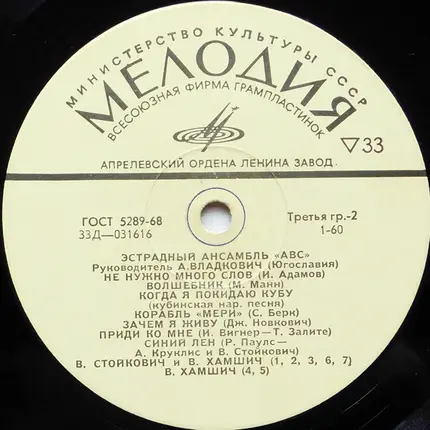 МИНИСТЕРСТВО КУЛЬТУРЫ СССР
МЕЛОДИЯ
ВСЕСОЮЗНАЯ ФИРМА ГРАМПЛАСТИНОК
▽33
АПРЕЛЕВСКИЙ ОРДЕНА ЛЕНИНА ЗАВОД.
ГОСТ 5289-68
33Д—031616
Третья гр.-2
1-60
ЭСТРАДНЫЙ АНСАМБЛЬ «АВС»
Руководитель А.ВЛАДКОВИЧ (Югославия)
НЕ НУЖНО МНОГО СЛОВ (И. Адамов)
ВОЛШЕБНИК (М. Манн)
КОГДА Я ПОКИДАЮ КУБУ
(кубинская нар. песня)
КОРАБЛЬ «МЕРИ» (С. Берк)
ЗАЧЕМ Я ЖИВУ (Дж. Новкович)
ПРИДИ КО МНЕ (И. Вигнер—Т. Залите)
СИНИЙ ЛЕН (Р. Паулс—
А. Круклис и В. Стойкович)
В. СТОЙКОВИЧ и В. ХАМШИЧ (1, 2, 3, 6, 7)
В. ХАМШИЧ (4, 5)